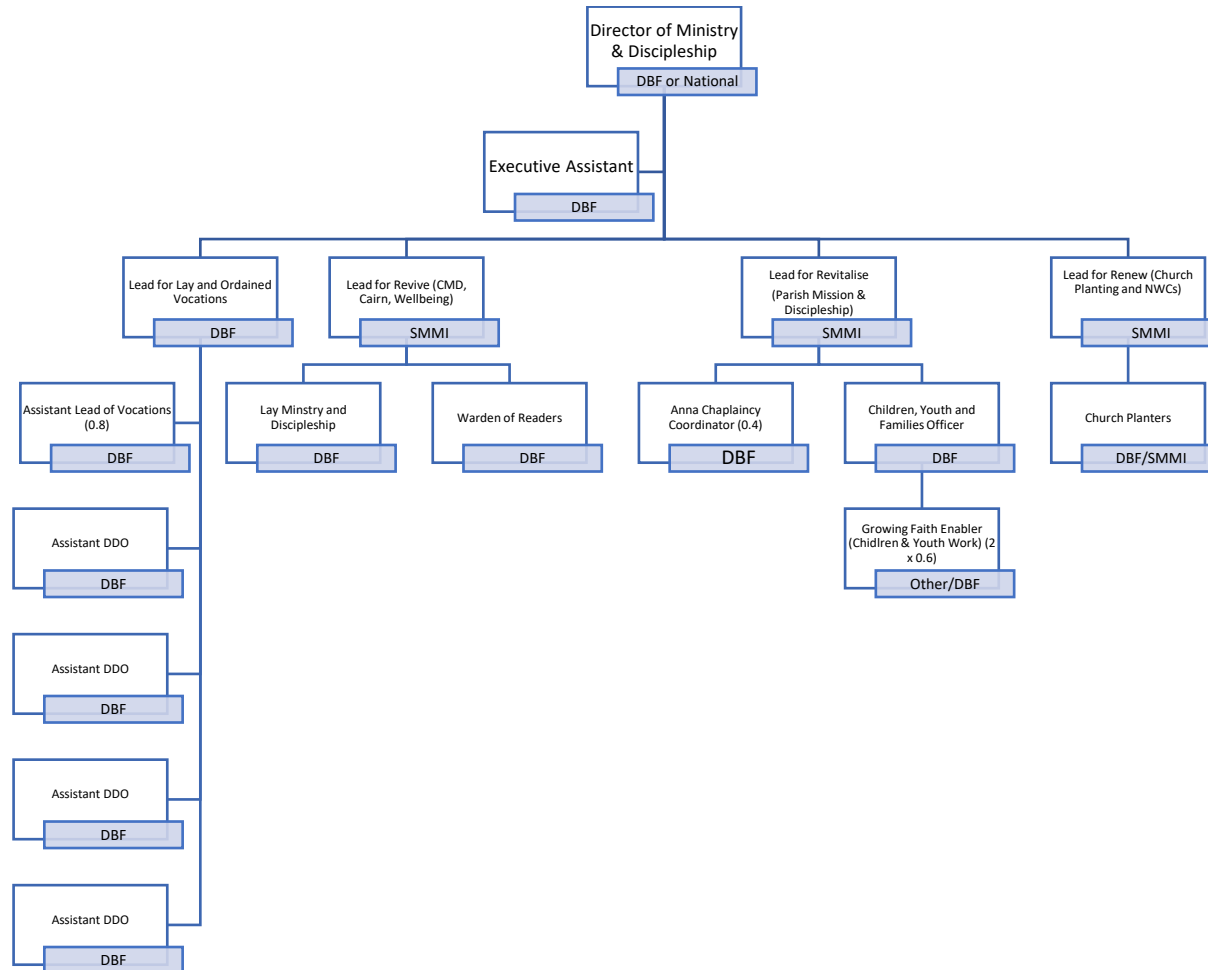 Director of Ministry
& Discipleship
DBF or National
Executive Assistant
DBF
Lead for Lay and Ordained
Vocations
DBF
Lead for Revive (CMD,
Cairn, Wellbeing)
SMMI
Lead for Revitalise
(Parish Mission &
Discipleship)
SMMI
Lead for Renew (Church
Planting and NWCs)
SMMI
Assistant Lead of Vocations
(0.8)
DBF
Lay Minstry and
Discipleship
DBF
Warden of Readers
DBF
Anna Chaplaincy
Coordinator (0.4)
DBF
Children, Youth and
Families Officer
DBF
Church Planters
DBF/SMMI
Assistant DDO
DBF
Growing Faith Enabler
(Chidlren & Youth Work) (2
x 0.6)
Other/DBF
Assistant DDO
DBF
Assistant DDO
DBF
Assistant DDO
DBF